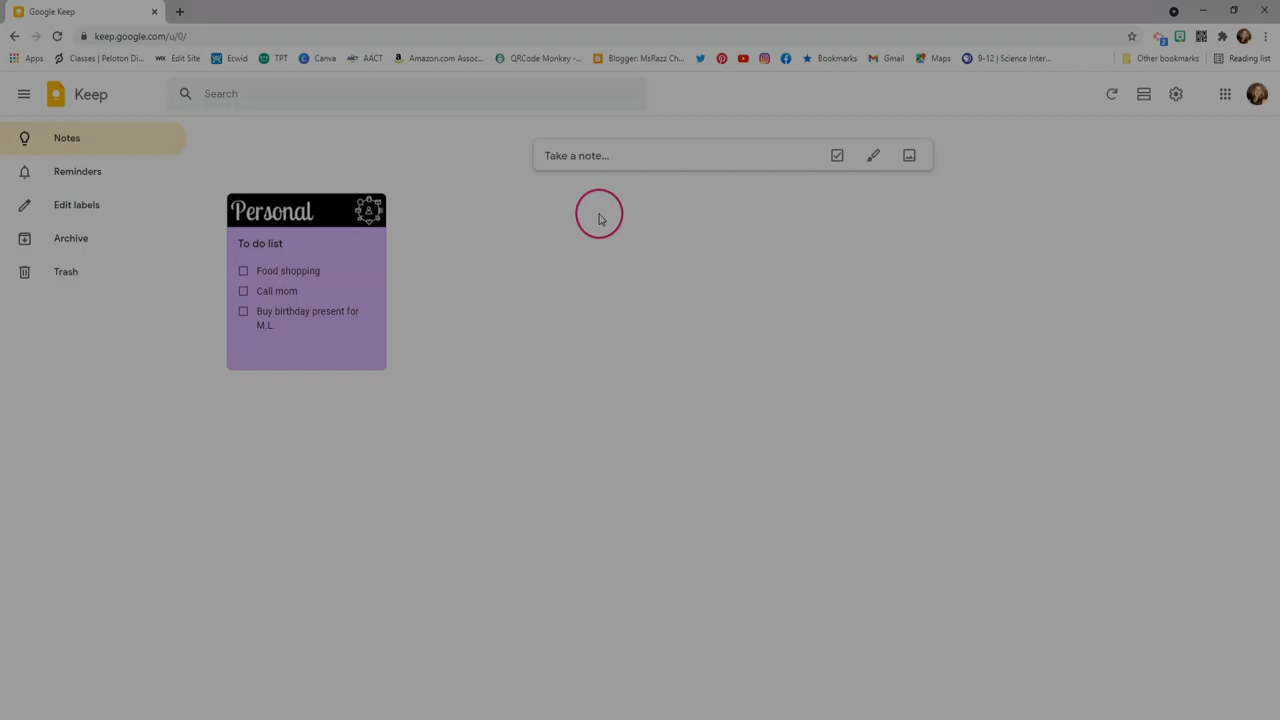 Google Keep
keep.google.com/u/0/
Apps
Classes | Peloton Di...
WIX
Edit Site
Ecwid
TPT
Canva
AACT
Amazon.com Assoc...
QRCode Monkey -...
Blogger: MsRazz Ch...
Bookmarks
Gmail
Maps
9-12 | Science Inter...
Other bookmarks
Reading list
Keep
Search
Notes
Reminders
Edit labels
Archive
Trash
Take a note...
Personal
To do list
Food shopping
Call mom
Buy birthday present for
M.L.